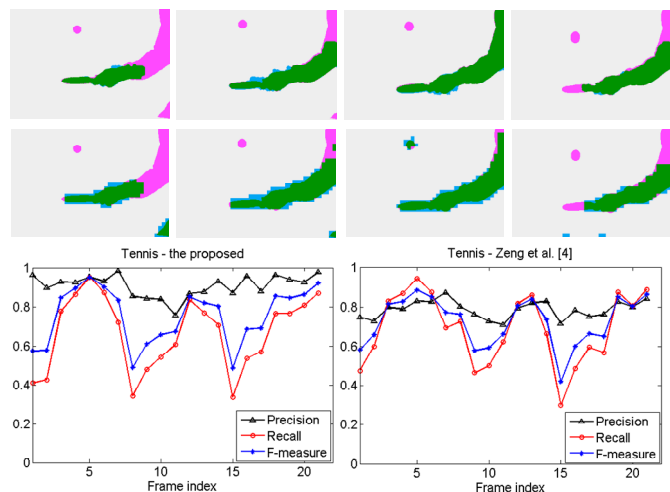 Tennis - the proposed
1
0.8
0.6
0.4
0.2
0
5
10
15
20
Frame index
Precision
Recall
F-measure
Tennis - Zeng et al. [4]
1
0.8
0.6
0.4
0.2
0
5
10
15
20
Frame index
Precision
Recall
F-measure